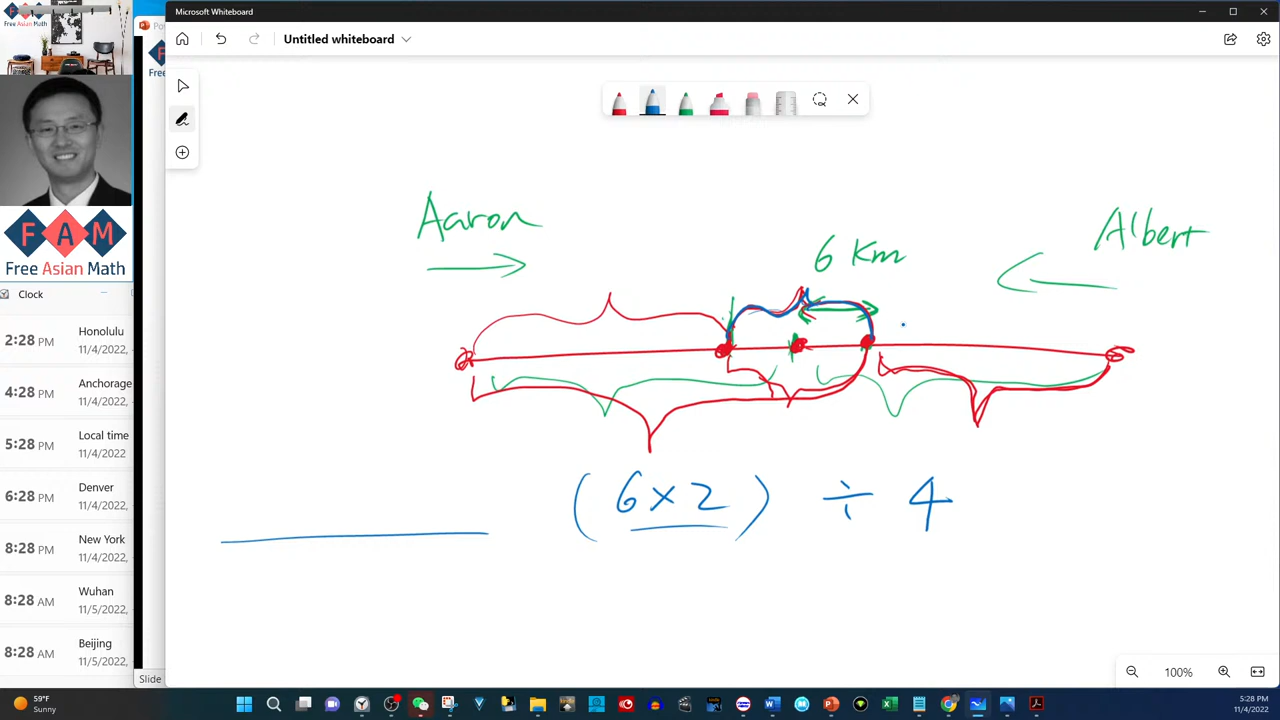 Microsoft Whiteboard
Free Asian Math
Untitled whiteboard
F A M
Free Asian Math
Clock
Honolulu
2:28 PM
11/4/2022,
Anchorage
4:28 PM
11/4/2022,
Local time
5:28 PM
11/4/2022
Denver
6:28 PM
11/4/2022,
New York
8:28 PM
11/4/2022,
Wuhan
8:28 AM
11/5/2022,
Beijing
8:28 AM
11/5/2022,
Slide
Aaron
Albert
6 Km
(6×2) ÷ 4
100%
59°F
Sunny
5:28 PM
11/4/2022